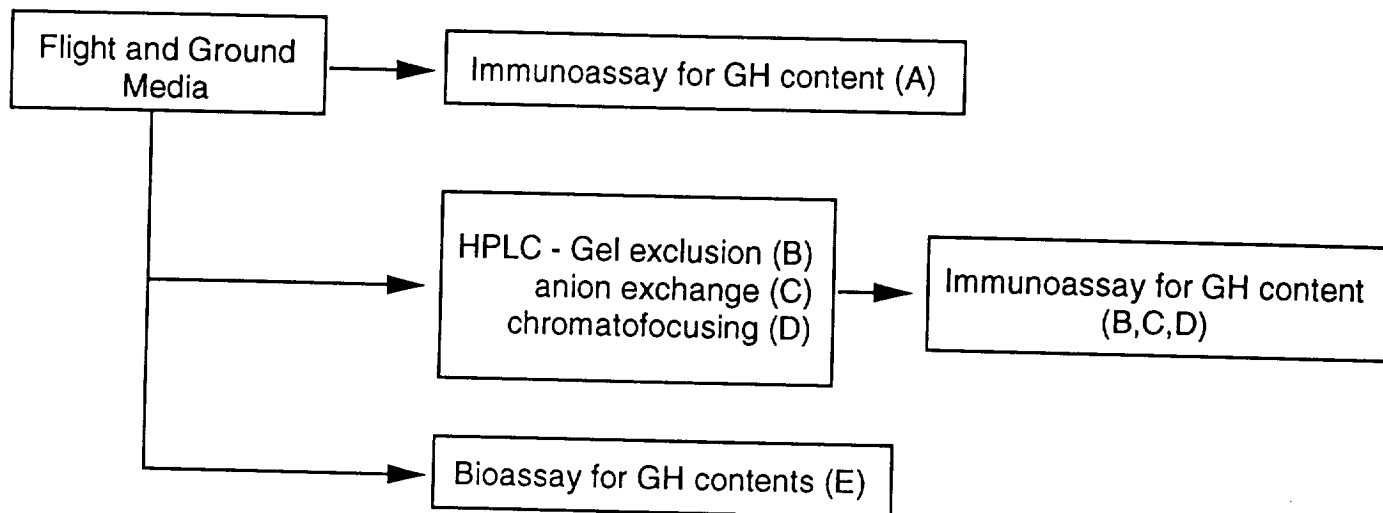 Flight and Ground
Media
Immunoassay for GH content (A)
HPLC - Gel exclusion (B)
anion exchange (C)
chromatofocusing (D)
Immunoassay for GH content
(B,C,D)
Bioassay for GH contents (E)